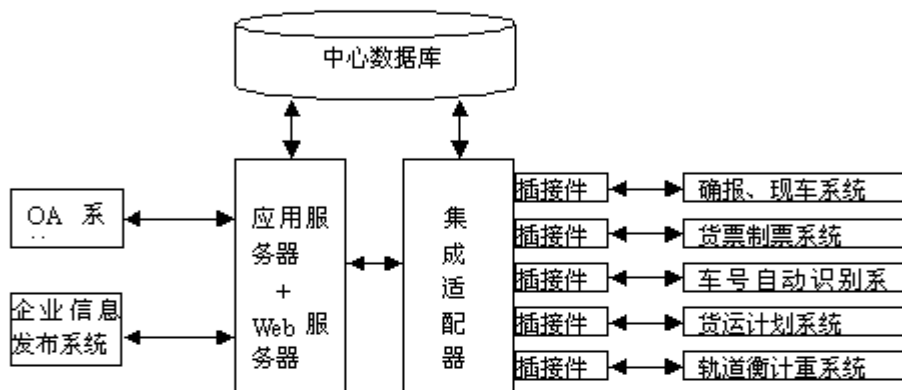 中心数据库
OA 系
企业信息
发布系统
应用服
务器
+
Web 服
务器
集
成
适
配
器
插接件
确报、现车系统
插接件
货票制票系统
插接件
车号自动识别系
插接件
货运计划系统
插接件
轨道衡计重系统